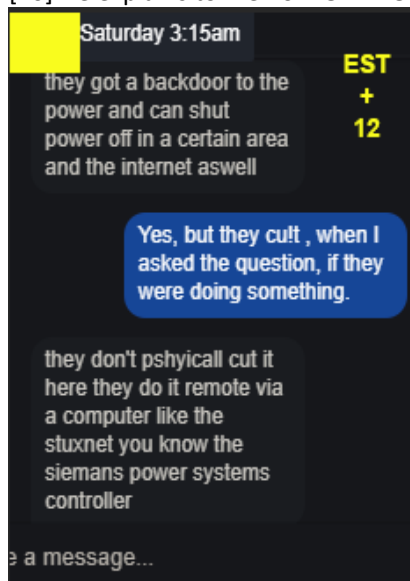 Saturday 3:15am
EST
+
12
they got a backdoor to the
power and can shut
power off in a certain area
and the internet aswell
Yes, but they cu!t , when I
asked the question, if they
were doing something.
they don't pshyicall cut it
here they do it remote via
a computer like the
stuxnet you know the
siemans power systems
controller
e a message...